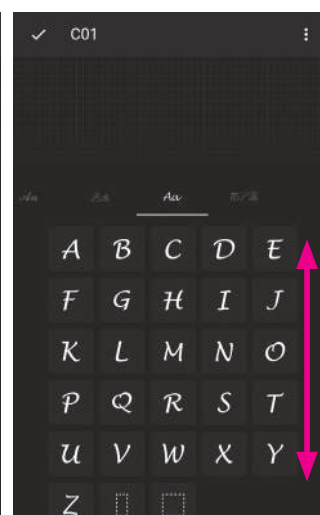 C01
Aa
A B C D E
F G H I J
K L M N O
P Q R S T
U V W X Y
Z